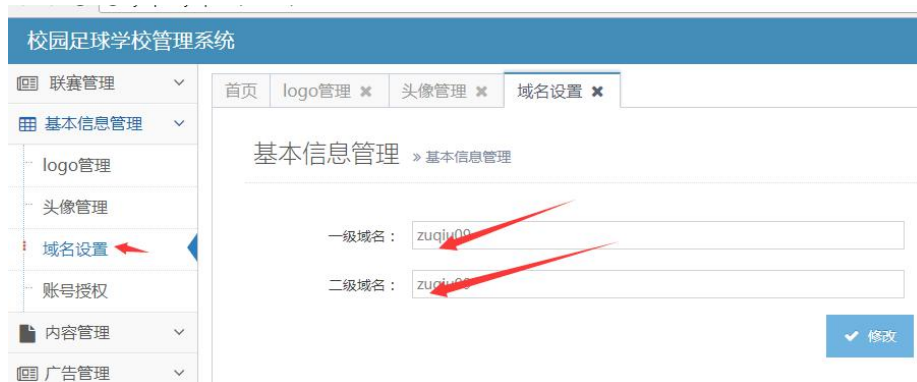 校园足球学校管理系统
联赛管理
基本信息管理
logo管理
头像管理
域名设置
账号授权
内容管理
广告管理
首页 logo管理 ✖ 头像管理 ✖ 域名设置 ✖
基本信息管理 » 基本信息管理
一级域名： zuqiu09
二级域名：
✔ 修改